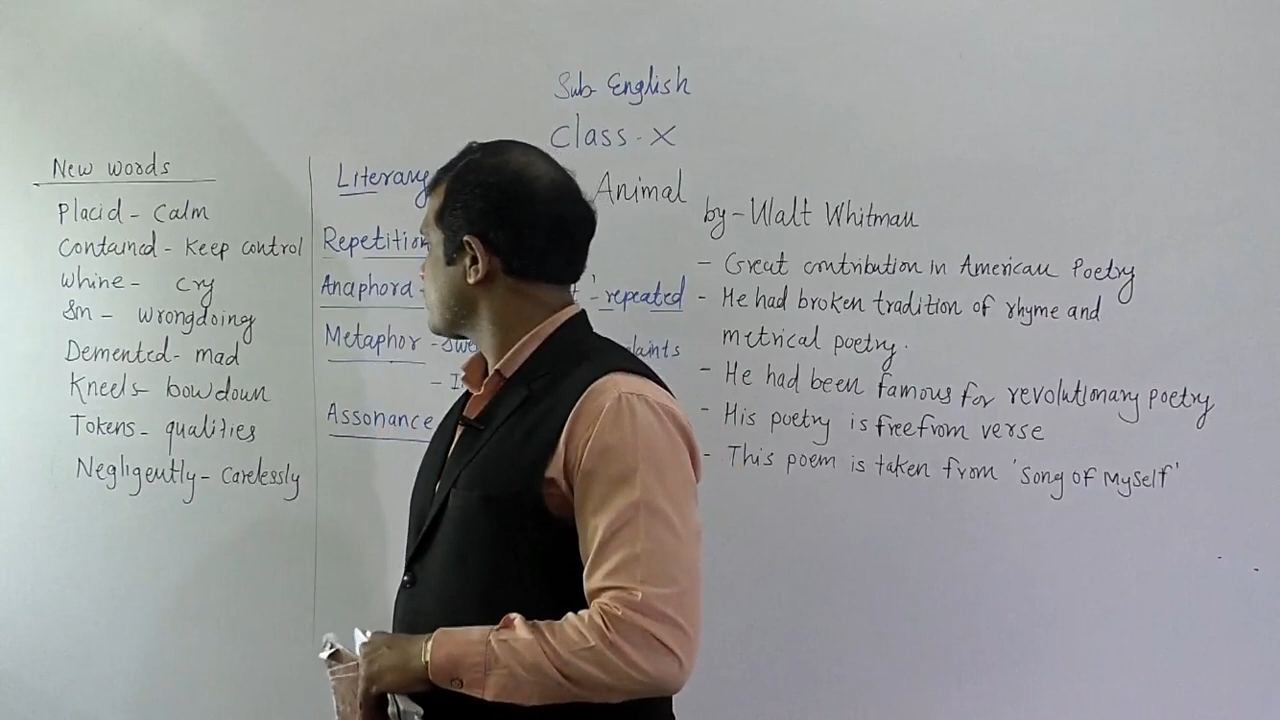 Sub- English
Class - X
Animal
New words
Placid - Calm
Contained - Keep control
Whine - cry
Sin - wrongdoing
Demented - mad
Kneels - bow down
Tokens - qualities
Negligently - Carelessly
Literary
Repetition
Anaphora - ' - repeated
Metaphor -
Assonance
by - Walt Whitman
- Great contribution in American Poetry
- He had broken tradition of rhyme and
metrical poetry.
- He had been famous for revolutionary poetry
- His poetry is free from verse
- This poem is taken from 'Song of Myself'